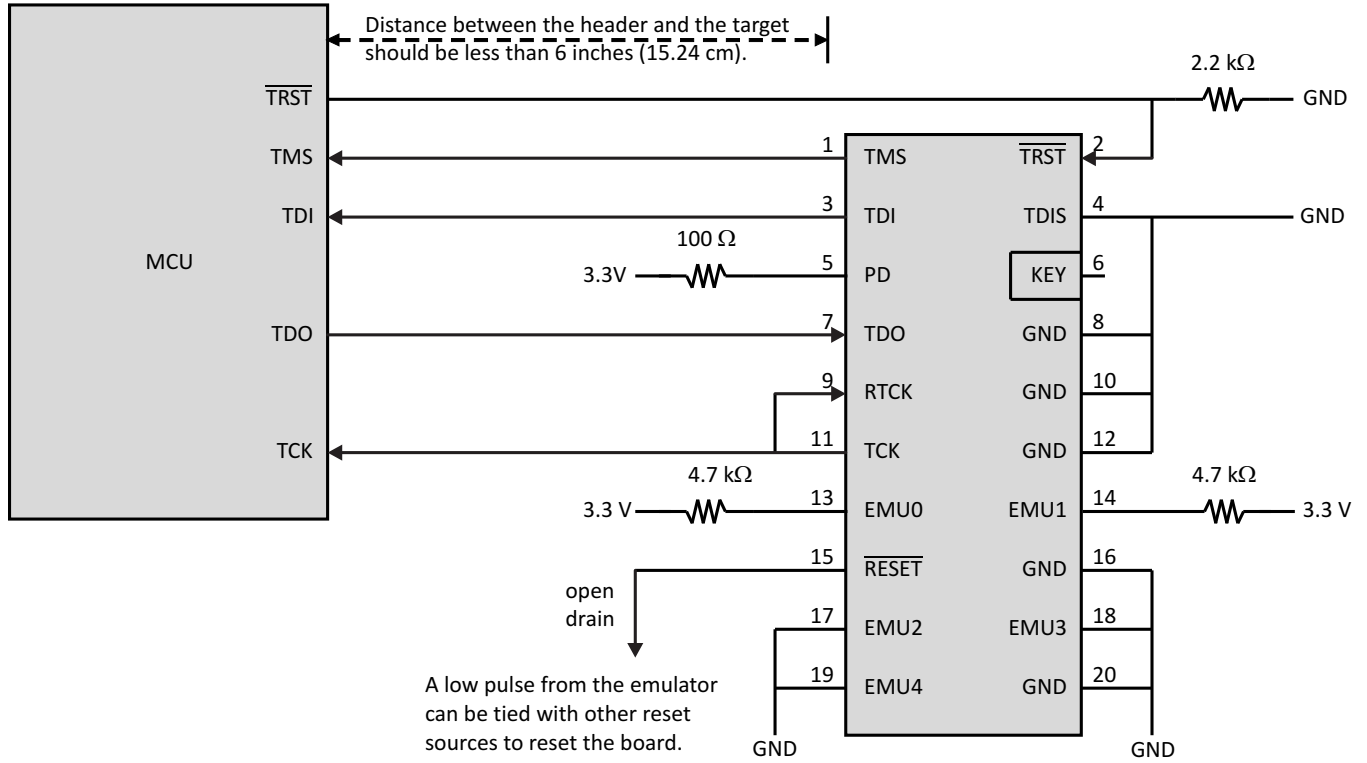 Distance between the header and the target
should be less than 6 inches (15.24 cm).
2.2 kΩ
TRST
GND
1
TMS
TMS
TRST
2
TDI
3
TDI
TDIS
4
GND
MCU
100 Ω
3.3V
5
PD
KEY
6
TDO
7
TDO
GND
8
9
RTCK
GND
10
TCK
11
TCK
GND
12
4.7 kΩ
3.3 V
13
EMU0
EMU1
14
4.7 kΩ
3.3 V
15
RESET
GND
16
open
drain
17
EMU2
EMU3
18
19
EMU4
GND
20
A low pulse from the emulator
can be tied with other reset
sources to reset the board.
GND
GND